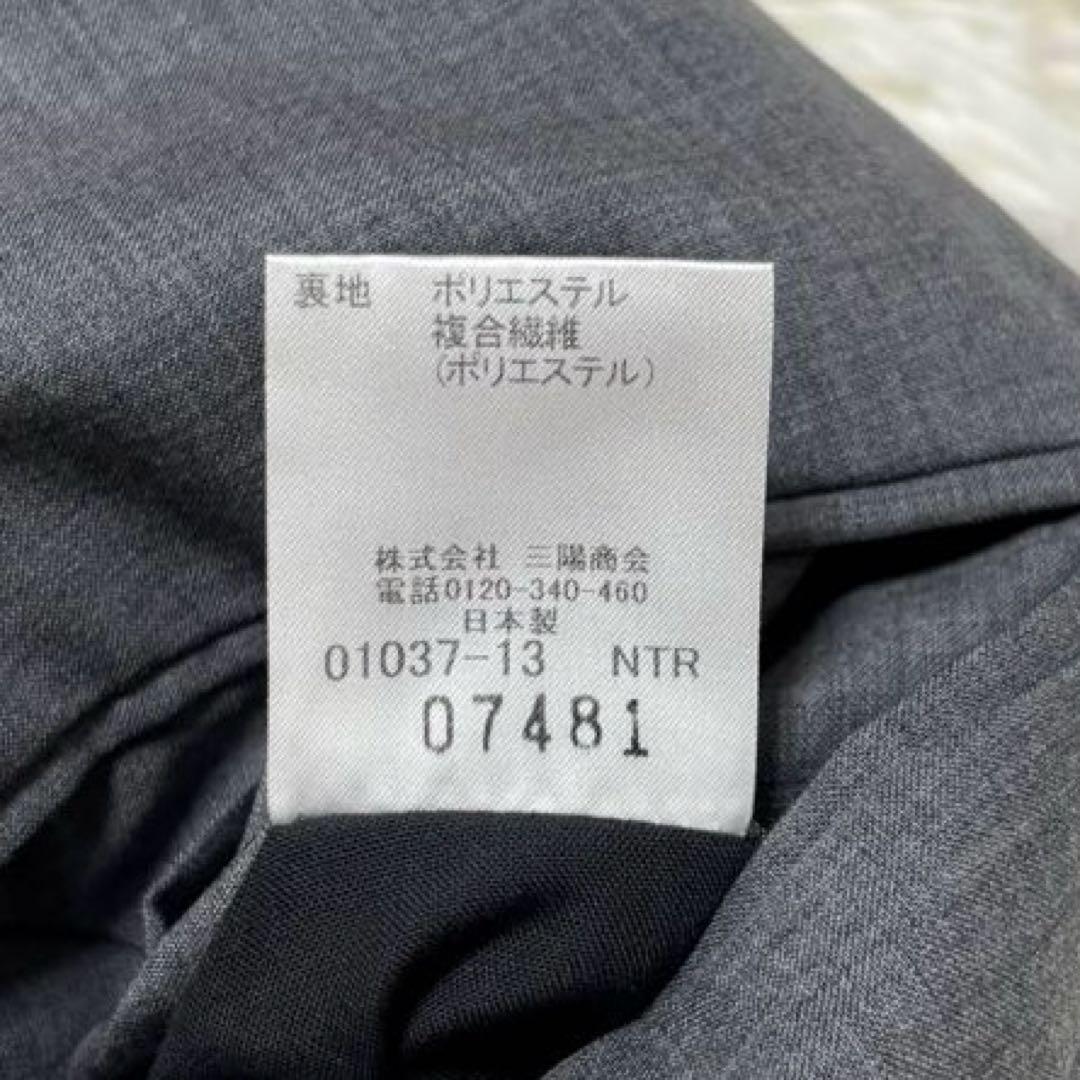 裏地 ポリエステル
複合繊維
(ポリエステル)
株式会社 三陽商会
電話0120-340-460
日本製
01037-13 NTR
07481